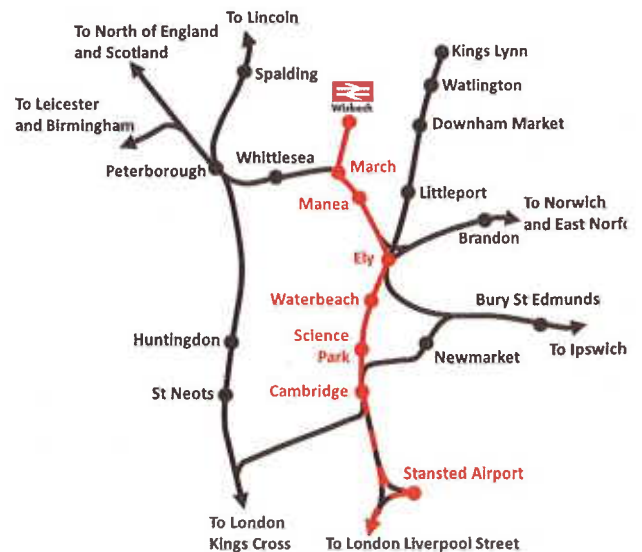 To Lincoln
To North of England
and Scotland
Kings Lynn
Spalding
Watlington
Wisbech
To Leicester
and Birmingham
Downham Market
Whittlesea
March
Peterborough
Littleport
Manea
To Norwich
and East Norfo
Brandon
Ely
Waterbeach
Bury St Edmunds
Huntingdon
Science
Park
Newmarket
To Ipswich
St Neots
Cambridge
Stansted Airport
To London
Kings Cross
To London Liverpool Street